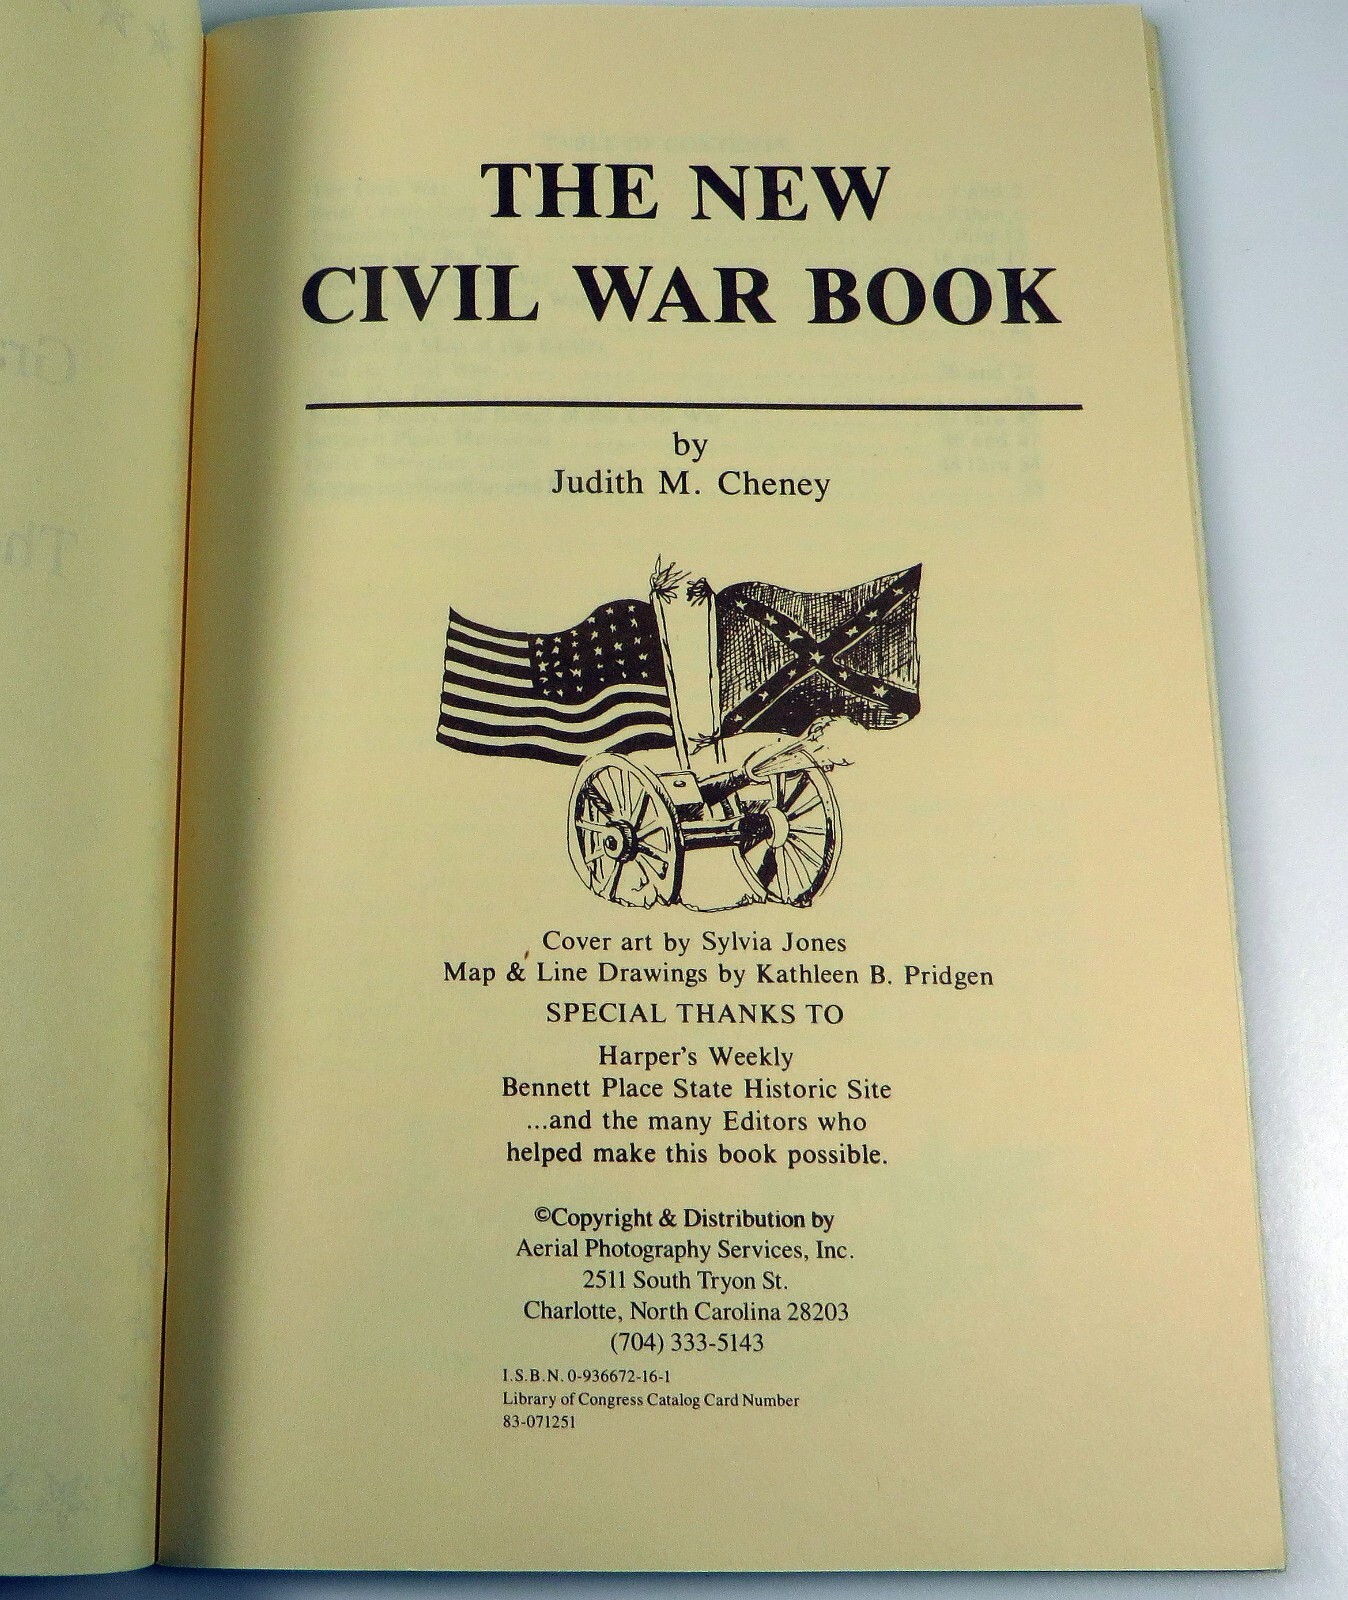 THE NEW
CIVIL WAR BOOK
by
Judith M. Cheney
Cover art by Sylvia Jones
Map & Line Drawings by Kathleen B. Pridgen
SPECIAL THANKS TO
Harper's Weekly
Bennett Place State Historic Site
...and the many Editors who
helped make this book possible.
©Copyright & Distribution by
Aerial Photography Services, Inc.
2511 South Tryon St.
Charlotte, North Carolina 28203
(704) 333-5143
I.S.B.N. 0-936672-16-1
Library of Congress Catalog Card Number
83-071251